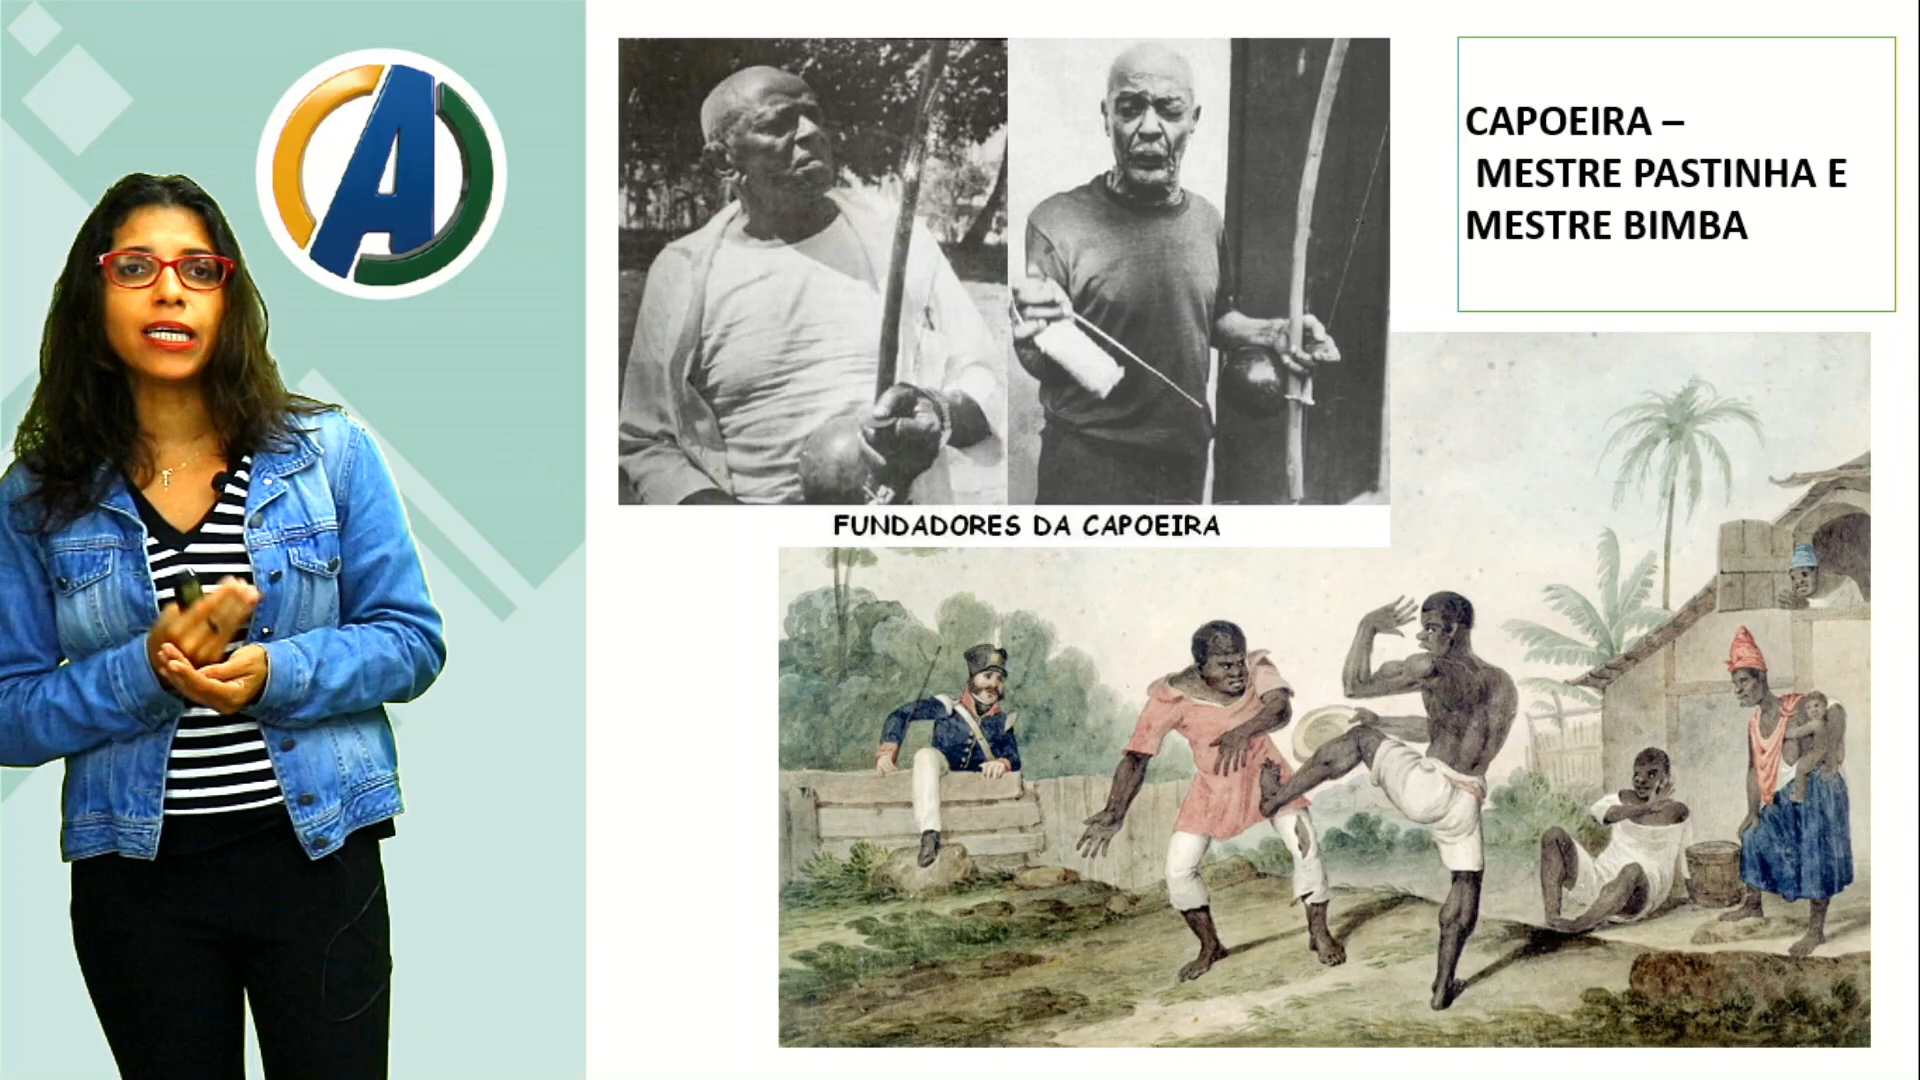 CAPOEIRA –
MESTRE PASTINHA E
MESTRE BIMBA
FUNDADORES DA CAPOEIRA
A